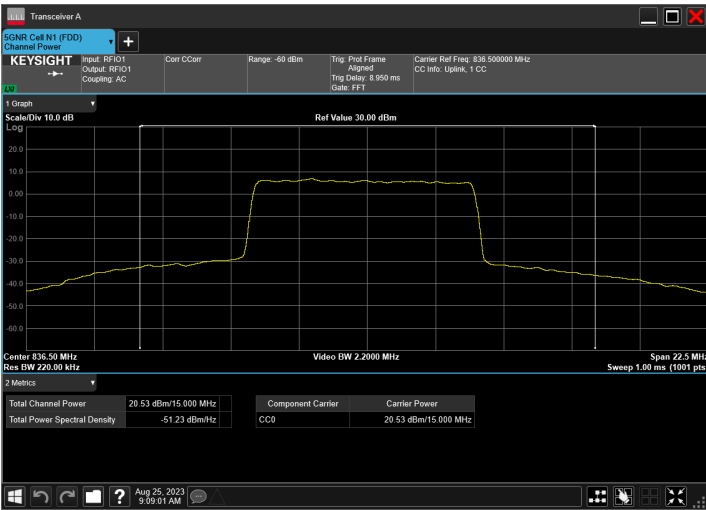 Transceiver A
5GNR Cell N1 (FDD)
Channel Power
KEYSIGHT
LXI
Input: RFIO1
Output: RFIO1
Coupling: AC
Corr CCorr
Range: -60 dBm
Trig: Prot Frame
Aligned
Trig Delay: 8.950 ms
Gate: FFT
Carrier Ref Freq: 836.500000 MHz
CC Info: Uplink, 1 CC
1 Graph
Scale/Div 10.0 dB
Ref Value 30.00 dBm
Log
20.0
10.0
0.00
-10.0
-20.0
-30.0
-40.0
-50.0
-60.0
Center 836.50 MHz
Video BW 2.2000 MHz
Span 22.5 MHz
Res BW 220.00 kHz
Sweep 1.00 ms (1001 pts
2 Metrics
Total Channel Power 20.53 dBm/15.000 MHz
Total Power Spectral Density -51.23 dBm/Hz
Component Carrier Carrier Power
CC0 20.53 dBm/15.000 MHz
? Aug 25, 2023
9:09:01 AM